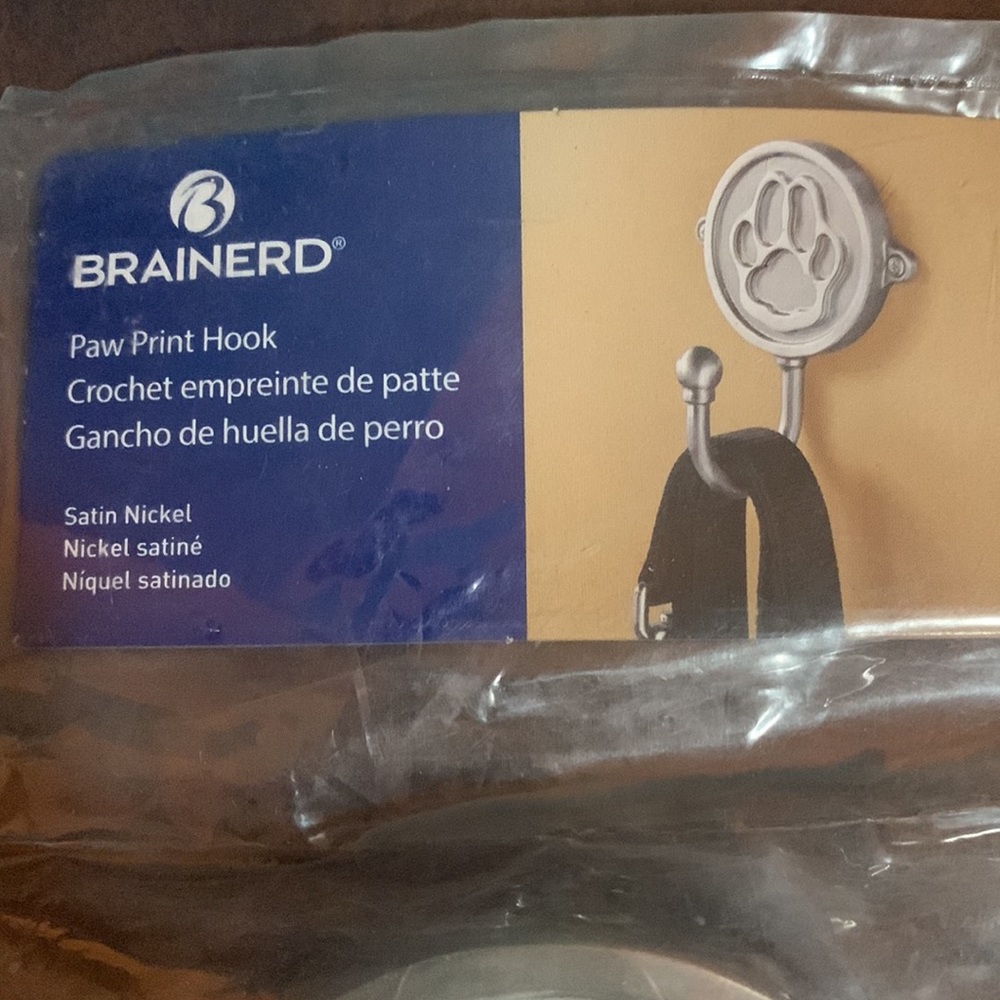 B
BRAINERD®
Paw Print Hook
Crochet empreinte de patte
Gancho de huella de perro
Satin Nickel
Nickel satiné
Níquel satinado